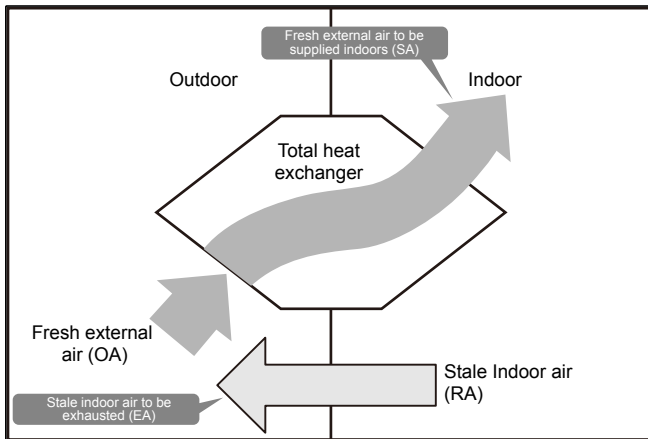 Fresh external air to be
supplied indoors (SA)
Outdoor
Indoor
Total heat
exchanger
Fresh external
air (OA)
Stale Indoor air
(RA)
Stale indoor air to be
exhausted (EA)